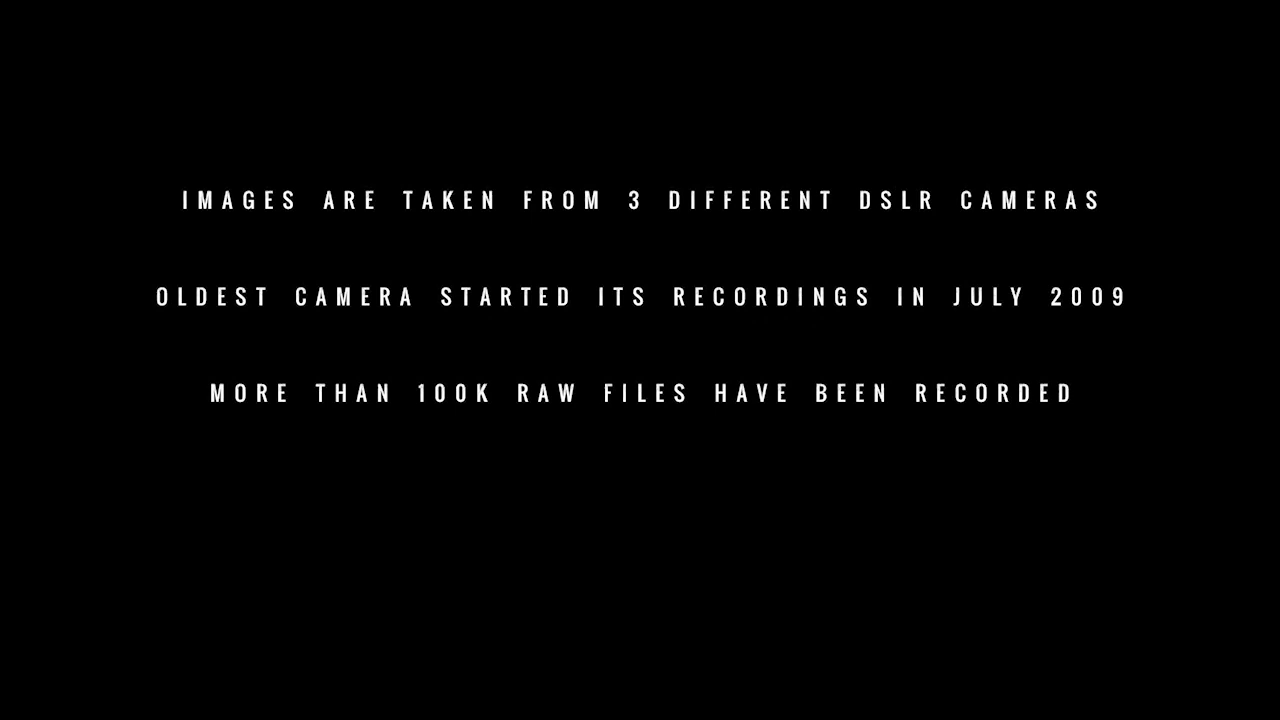 IMAGES ARE TAKEN FROM 3 DIFFERENT DSLR CAMERAS
OLDEST CAMERA STARTED ITS RECORDINGS IN JULY 2009
MORE THAN 100K RAW FILES HAVE BEEN RECORDED